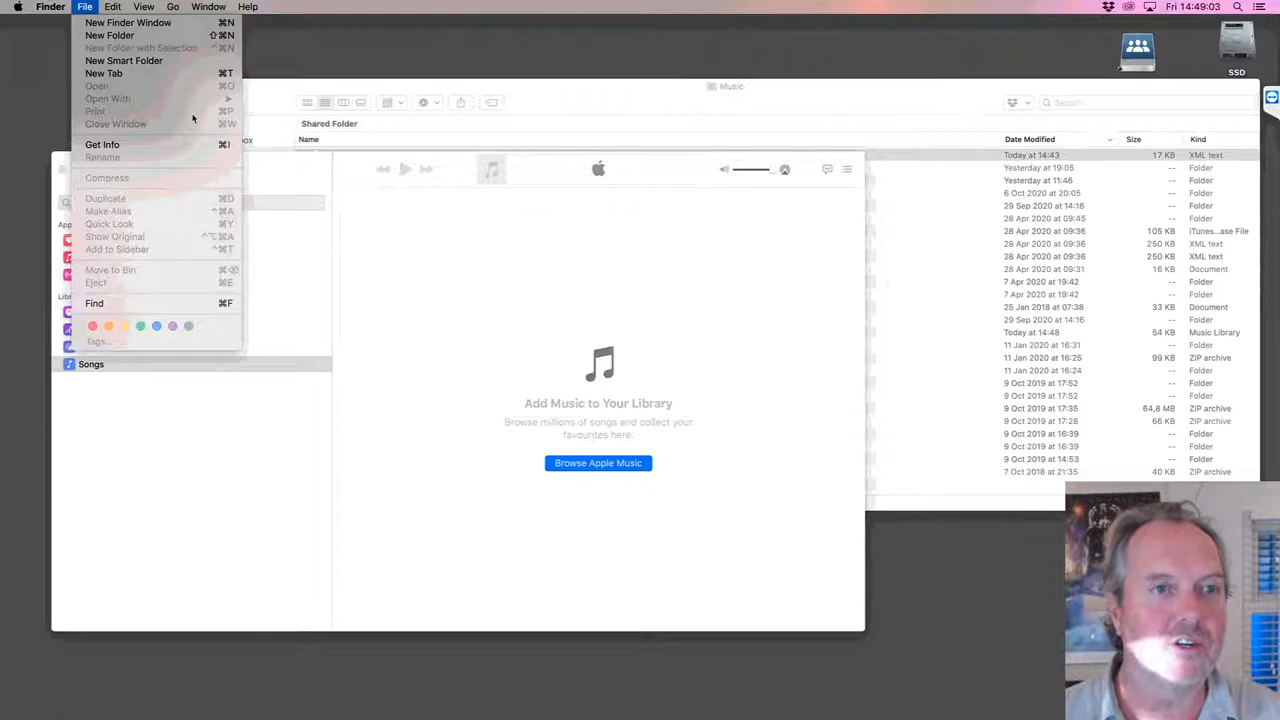 Finder File Edit View Go Window Help
Fri 14:49:03
New Finder Window ⌘N
New Folder ⇧⌘N
New Folder with Selection ^⌘N
New Smart Folder
New Tab ⌘T
Open ⌘O
Open With
Print ⌘P
Close Window ⌘W
Get Info ⌘I
Rename
Compress
Duplicate ⌘D
Make Alias ^⌘A
Quick Look ⌘Y
Show Original ^⌥⌘A
Add to Sidebar ^⌘T
Move to Bin ⌘⌫
Eject ⌘E
Find ⌘F
Tags...
SSD
Music
Search
Shared Folder
Name Date Modified Size Kind
Today at 14:43 17 KB XML text
Yesterday at 19:05 -- Folder
Yesterday at 11:46 -- Folder
6 Oct 2020 at 20:05 -- Folder
29 Sep 2020 at 14:16 -- Folder
28 Apr 2020 at 09:45 -- Folder
28 Apr 2020 at 09:36 105 KB iTunes...ase File
28 Apr 2020 at 09:36 250 KB XML text
28 Apr 2020 at 09:36 250 KB XML text
28 Apr 2020 at 09:31 16 KB Document
7 Apr 2020 at 19:42 -- Folder
7 Apr 2020 at 19:42 -- Folder
25 Jan 2018 at 17:32 33 KB Document
29 Sep 2020 at 14:16 -- Folder
Today at 14:48 54 KB Music Library
11 Jan 2020 at 16:31 -- Folder
11 Jan 2020 at 16:25 99 KB ZIP archive
11 Jan 2020 at 16:24 -- Folder
9 Oct 2019 at 17:52 -- Folder
9 Oct 2019 at 17:52 -- Folder
9 Oct 2019 at 17:35 64,8 MB ZIP archive
9 Oct 2019 at 17:28 66 KB ZIP archive
9 Oct 2019 at 16:39 -- Folder
9 Oct 2019 at 16:39 -- Folder
9 Oct 2019 at 14:53 -- Folder
7 Oct 2018 at 21:35 40 KB ZIP archive
Songs
Add Music to Your Library
Browse millions of songs and collect your
favourites here.
Browse Apple Music